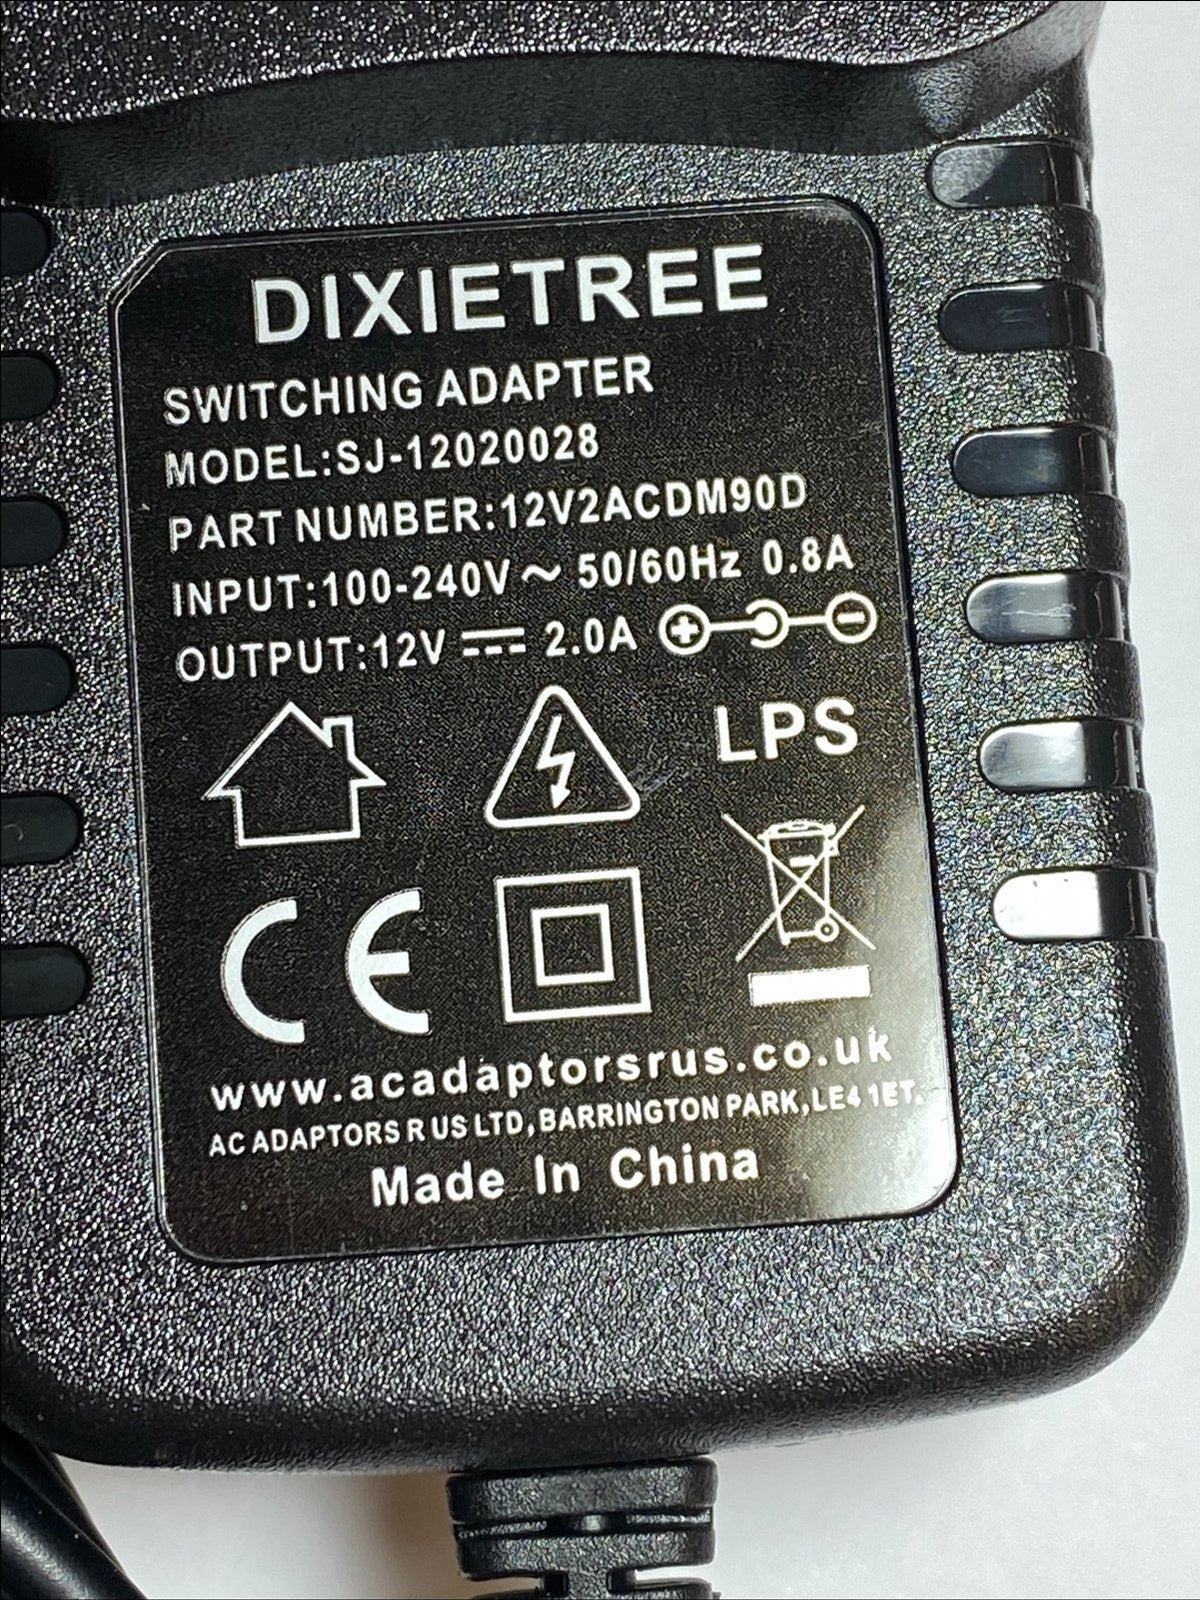 DIXIETREE
SWITCHING ADAPTER
MODEL:SJ-12020028
PART NUMBER:12V2ACDM90D
INPUT:100-240V~ 50/60Hz 0.8A
OUTPUT:12V ⎓ 2.0A
LPS
CE
www.acadaptorsrus.co.uk
AC ADAPTORS R US LTD, BARRINGTON PARK, LE4 1ET.
Made In China